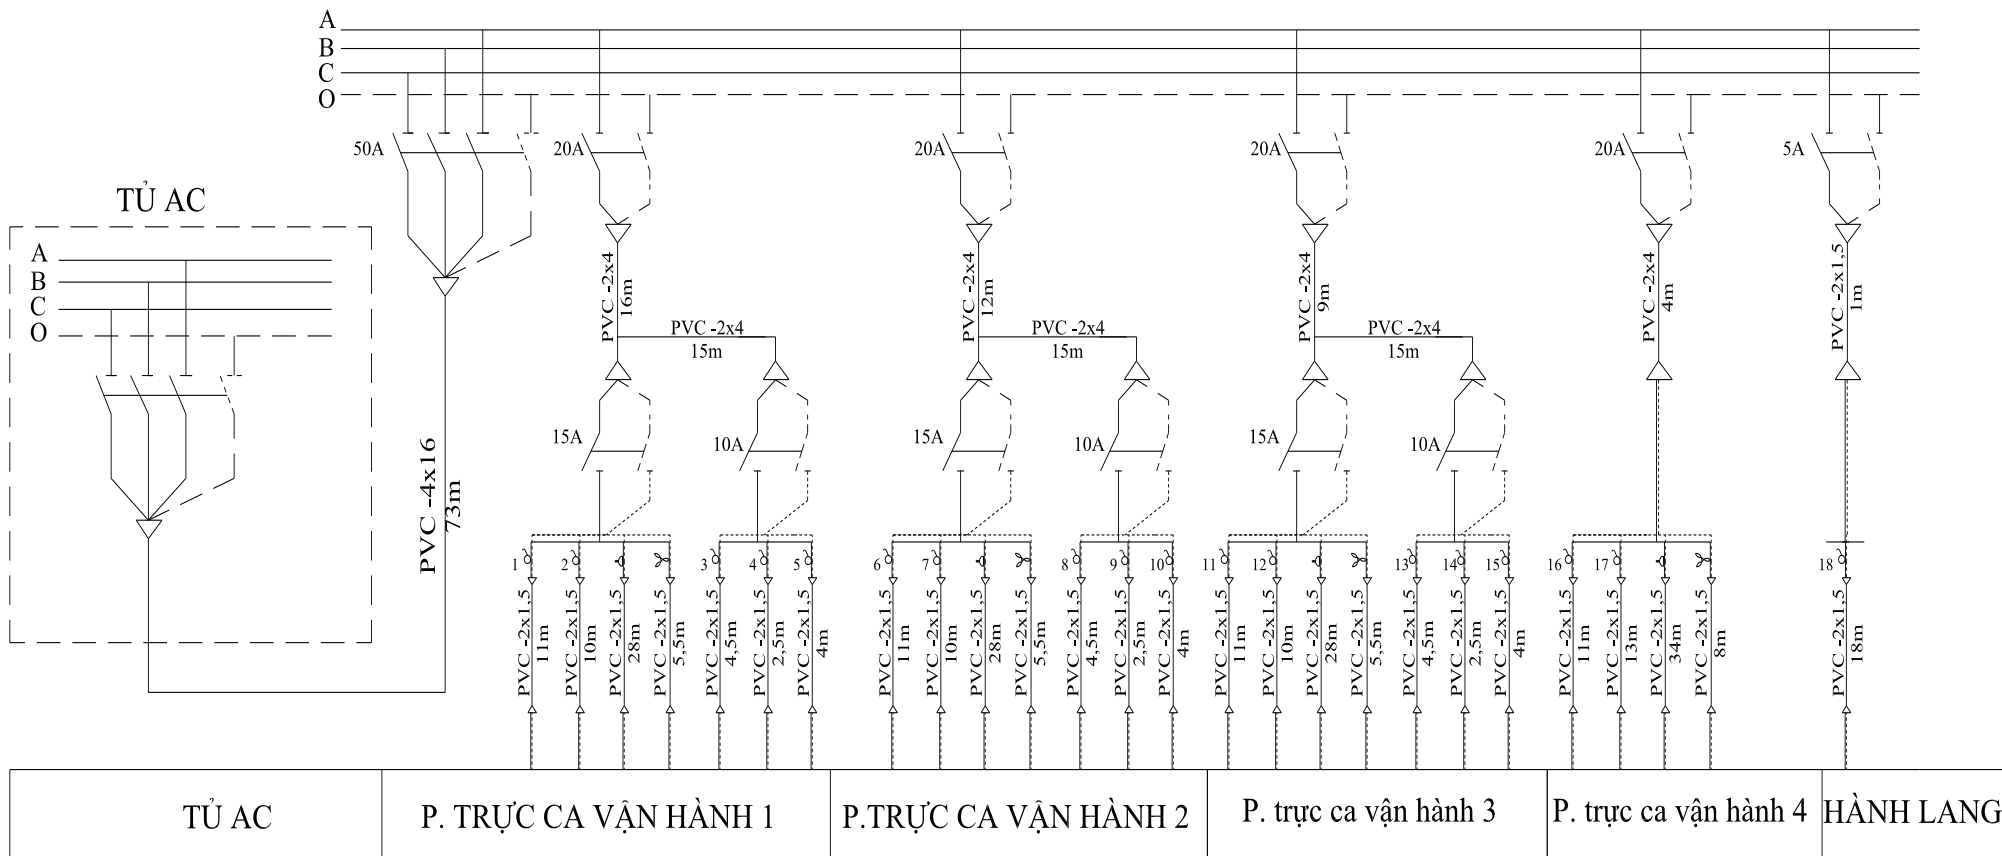 A
B
C
O
50A
20A
20A
20A
20A
5A
TỦ AC
A
B
C
O
PVC -4x16
73m
PVC -2x4
16m
PVC -2x4
12m
PVC -2x4
9m
PVC -2x4
4m
PVC -2x1,5
1m
PVC -2x4
15m
PVC -2x4
15m
PVC -2x4
15m
15A
10A
15A
10A
15A
10A
1
2
3
4
5
6
7
8
9
10
11
12
13
14
15
16
17
18
PVC -2x1,5
11m
PVC -2x1,5
10m
PVC -2x1,5
28m
PVC -2x1,5
5,5m
PVC -2x1,5
4,5m
PVC -2x1,5
2,5m
PVC -2x1,5
4m
PVC -2x1,5
11m
PVC -2x1,5
10m
PVC -2x1,5
28m
PVC -2x1,5
5,5m
PVC -2x1,5
4,5m
PVC -2x1,5
2,5m
PVC -2x1,5
4m
PVC -2x1,5
11m
PVC -2x1,5
10m
PVC -2x1,5
28m
PVC -2x1,5
5,5m
PVC -2x1,5
4,5m
PVC -2x1,5
2,5m
PVC -2x1,5
4m
PVC -2x1,5
11m
PVC -2x1,5
13m
PVC -2x1,5
34m
PVC -2x1,5
8m
PVC -2x1,5
18m
TỦ AC
P. TRỰC CA VẬN HÀNH 1
P.TRỰC CA VẬN HÀNH 2
P. trực ca vận hành 3
P. trực ca vận hành 4
HÀNH LANG